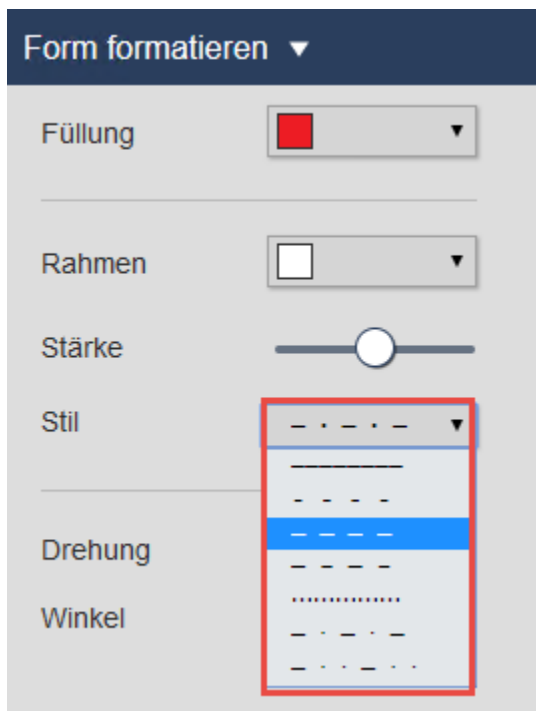 Form formatieren
Füllung
Rahmen
Stärke
Stil
Drehung
Winkel